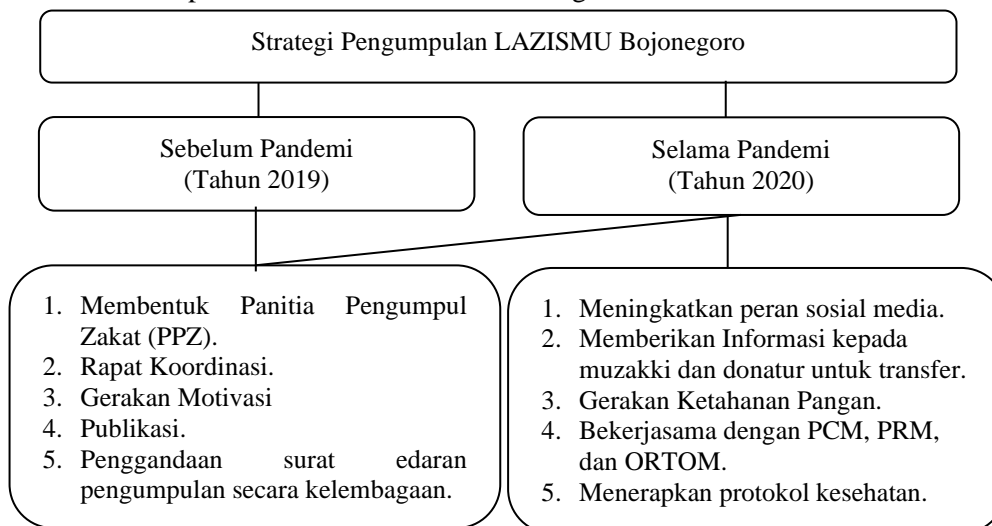 Strategi Pengumpulan LAZISMU Bojonegoro
Sebelum Pandemi
(Tahun 2019)
Selama Pandemi
(Tahun 2020)
1. Membentuk Panitia Pengumpul
Zakat (PPZ).
2. Rapat Koordinasi.
3. Gerakan Motivasi
4. Publikasi.
5. Penggandaan surat edaran
pengumpulan secara kelembagaan.
1. Meningkatkan peran sosial media.
2. Memberikan Informasi kepada
muzakki dan donatur untuk transfer.
3. Gerakan Ketahanan Pangan.
4. Bekerjasama dengan PCM, PRM,
dan ORTOM.
5. Menerapkan protokol kesehatan.